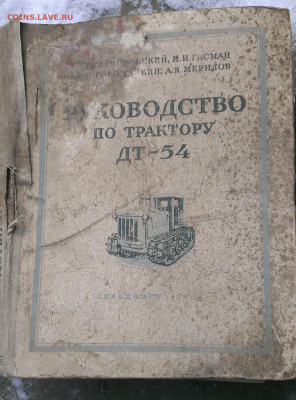 COINS.LAVE.RU
И.И. ГАСМАН
А.Я. МЕРИЛОВ
РУКОВОДСТВО
ПО ТРАКТОРУ
ДТ-54